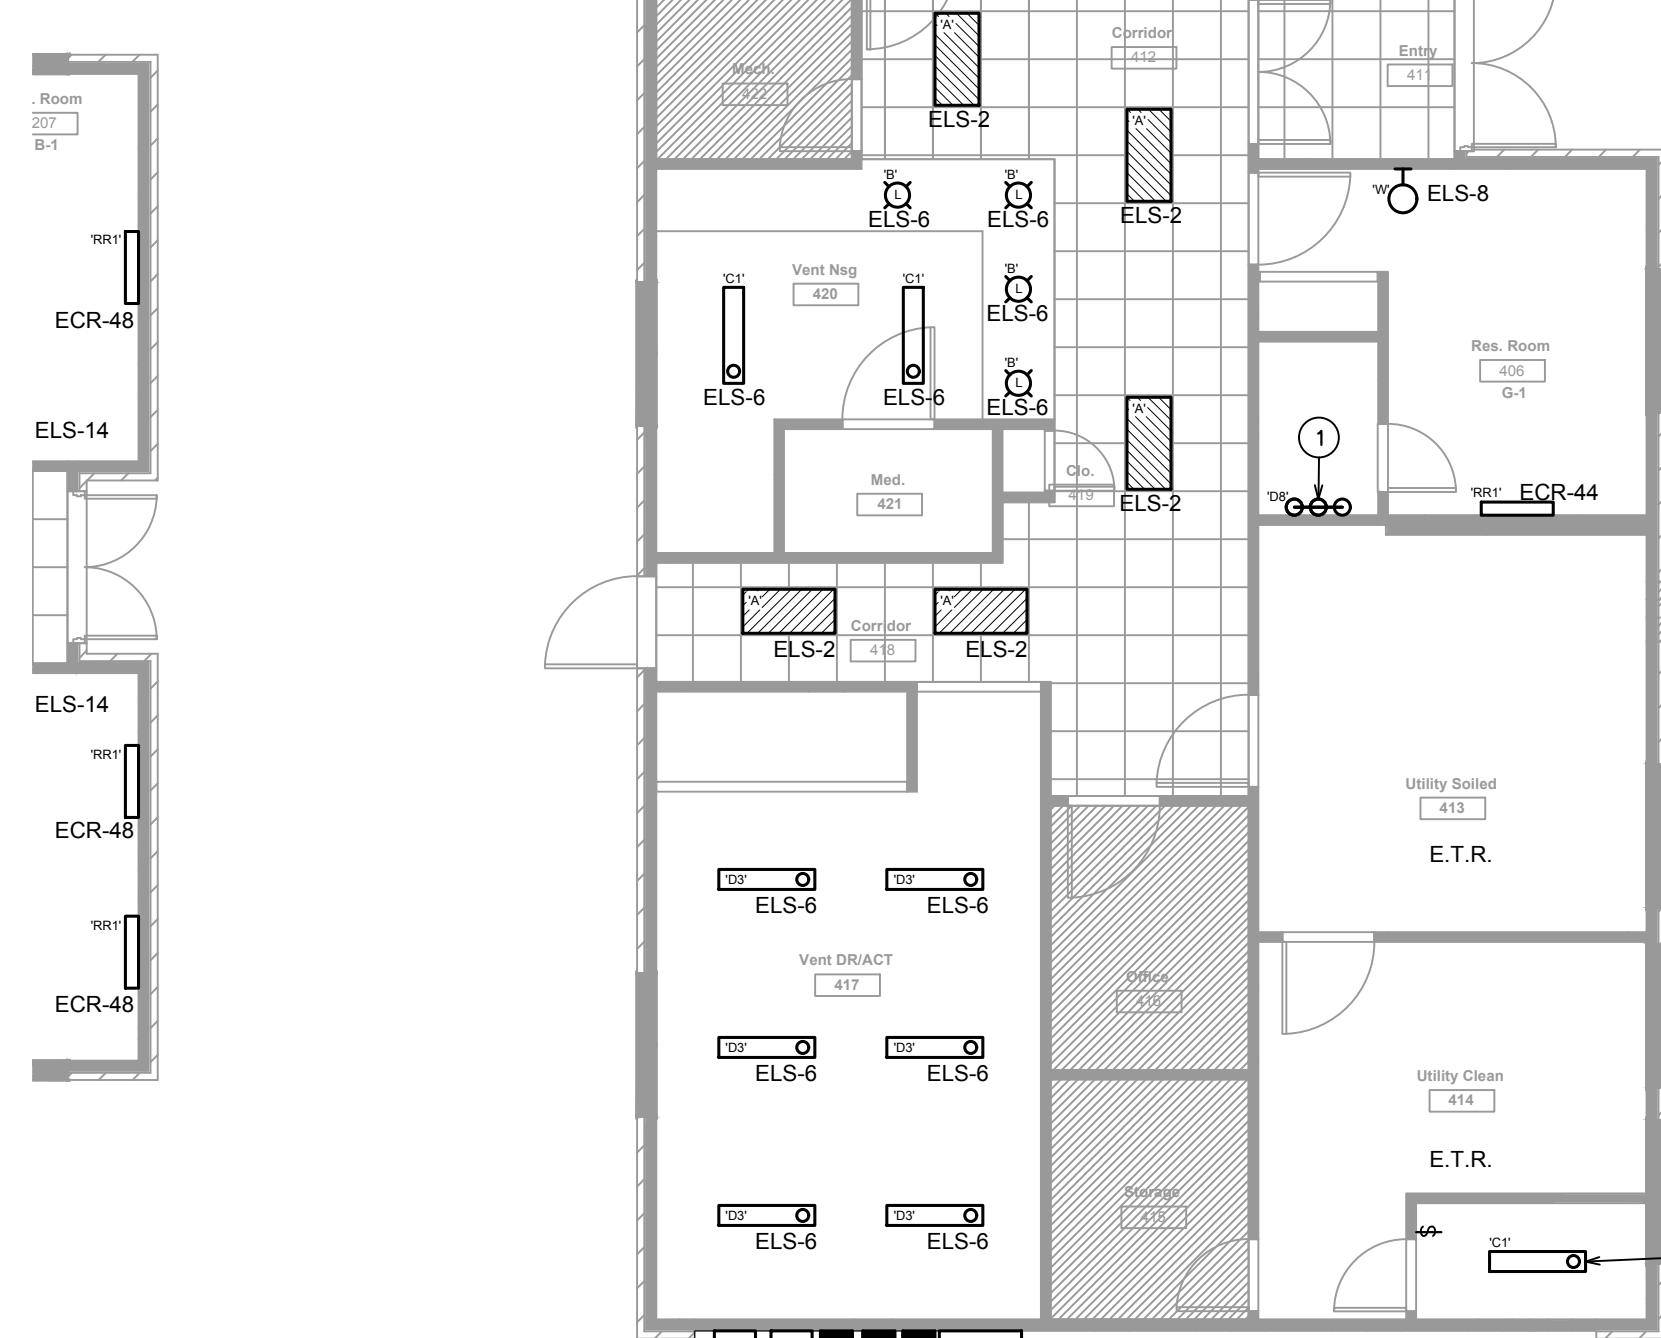 . Room
207
B-1
'RR1'
ECR-48
ELS-14
ELS-14
'RR1'
ECR-48
'RR1'
ECR-48
Mech.
422
'A'
ELS-2
Corridor
412
Entry
411
'A'
ELS-2
'B'
L
ELS-6
'B'
L
ELS-6
'W'
ELS-8
Vent Nsg
420
'C1'
ELS-6
'C1'
ELS-6
'B'
L
ELS-6
'B'
L
ELS-6
Res. Room
406
G-1
'A'
ELS-2
1
'D8'
'RR1'
ECR-44
Med.
421
Clo.
419
'A'
ELS-2
'A'
ELS-2
Corridor
418
Utility Soiled
413
E.T.R.
'D3'
ELS-6
'D3'
ELS-6
Vent DR/ACT
417
Office
416
'D3'
ELS-6
'D3'
ELS-6
Utility Clean
414
E.T.R.
Storage
415
'D3'
ELS-6
'D3'
ELS-6
$
'C1'